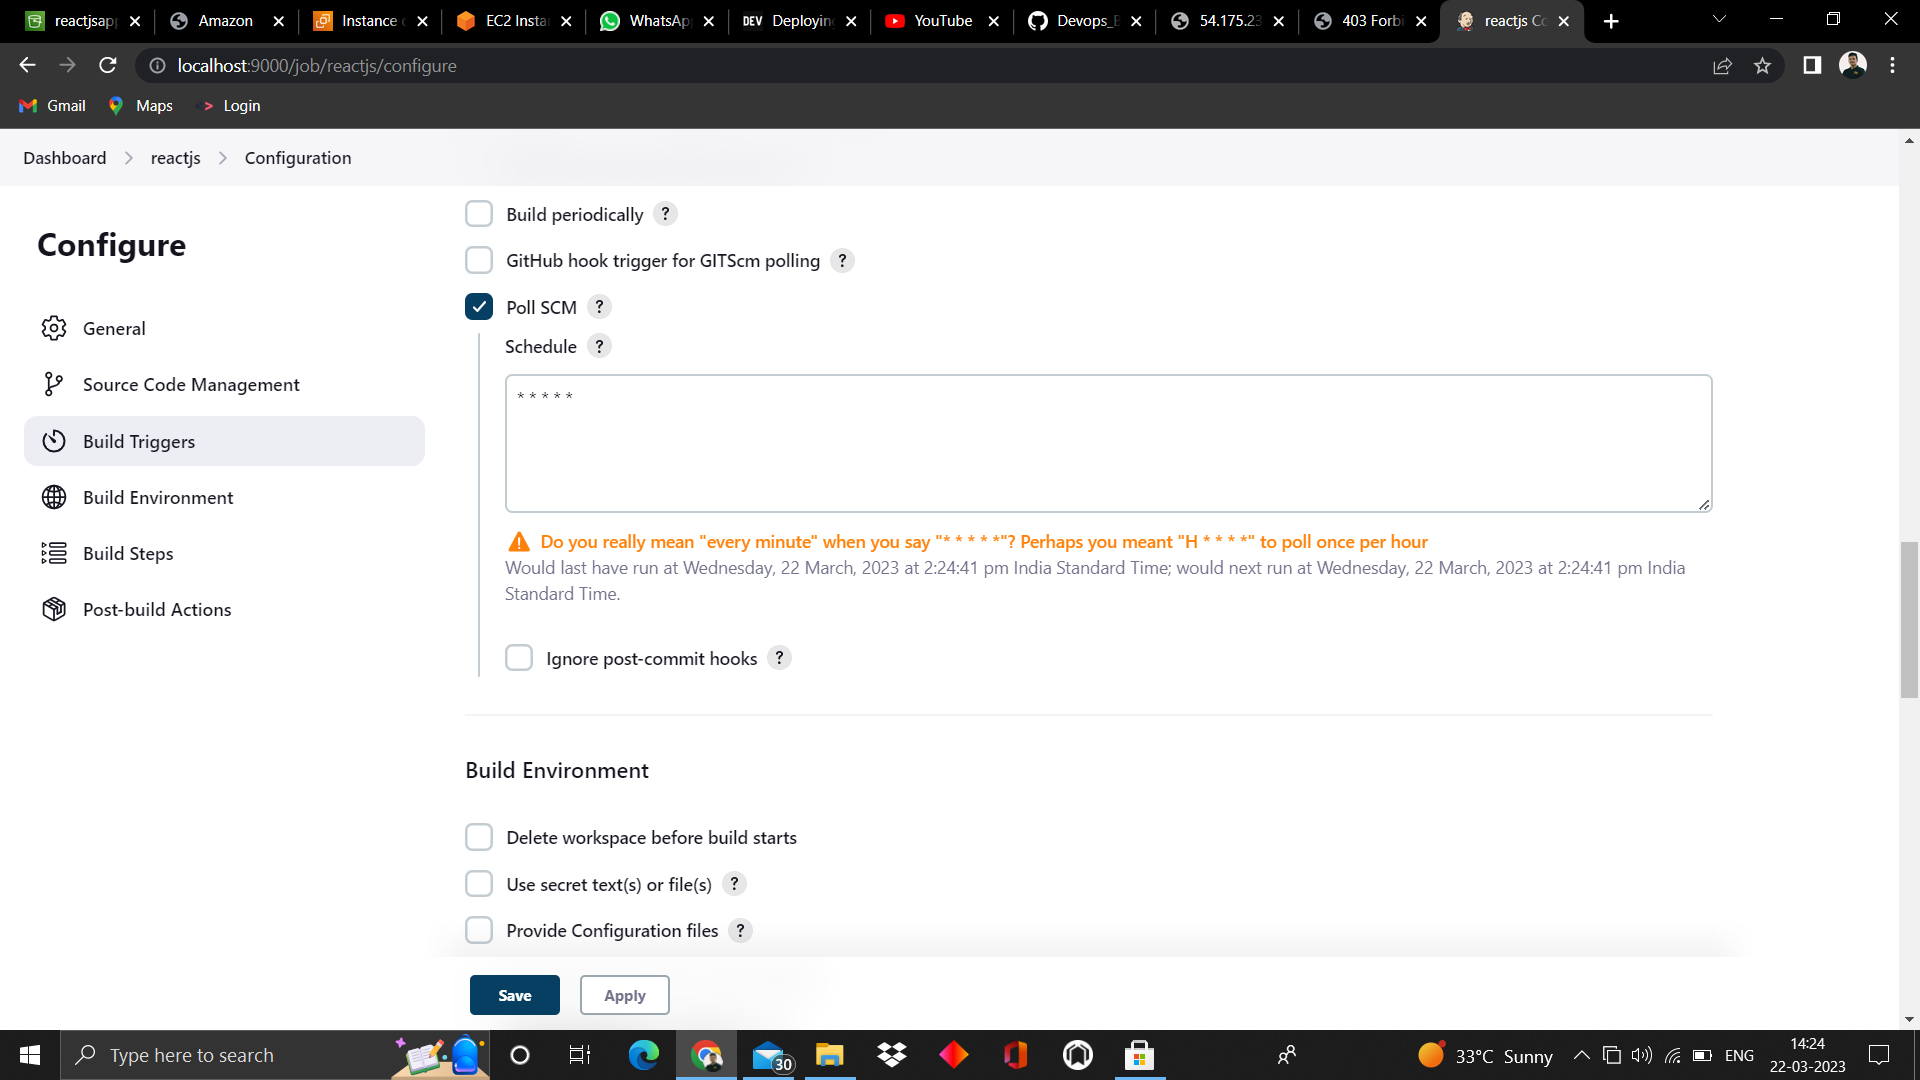 reactjsap
Amazon
Instance
EC2 Insta
WhatsAp
DEV Deployin
YouTube
Devops_
54.175.23
403 Forbi
reactjs Co
localhost:9000/job/reactjs/configure
Gmail
Maps
Login
Dashboard
reactjs
Configuration
Configure
General
Source Code Management
Build Triggers
Build Environment
Build Steps
Post-build Actions
Build periodically ?
GitHub hook trigger for GITScm polling ?
Poll SCM ?
Schedule ?
* * * * *
Do you really mean "every minute" when you say "* * * * *"? Perhaps you meant "H * * * *" to poll once per hour
Would last have run at Wednesday, 22 March, 2023 at 2:24:41 pm India Standard Time; would next run at Wednesday, 22 March, 2023 at 2:24:41 pm India
Standard Time.
Ignore post-commit hooks ?
Build Environment
Delete workspace before build starts
Use secret text(s) or file(s) ?
Provide Configuration files ?
Save
Apply
Type here to search
30
33°C Sunny
ENG
14:24
22-03-2023